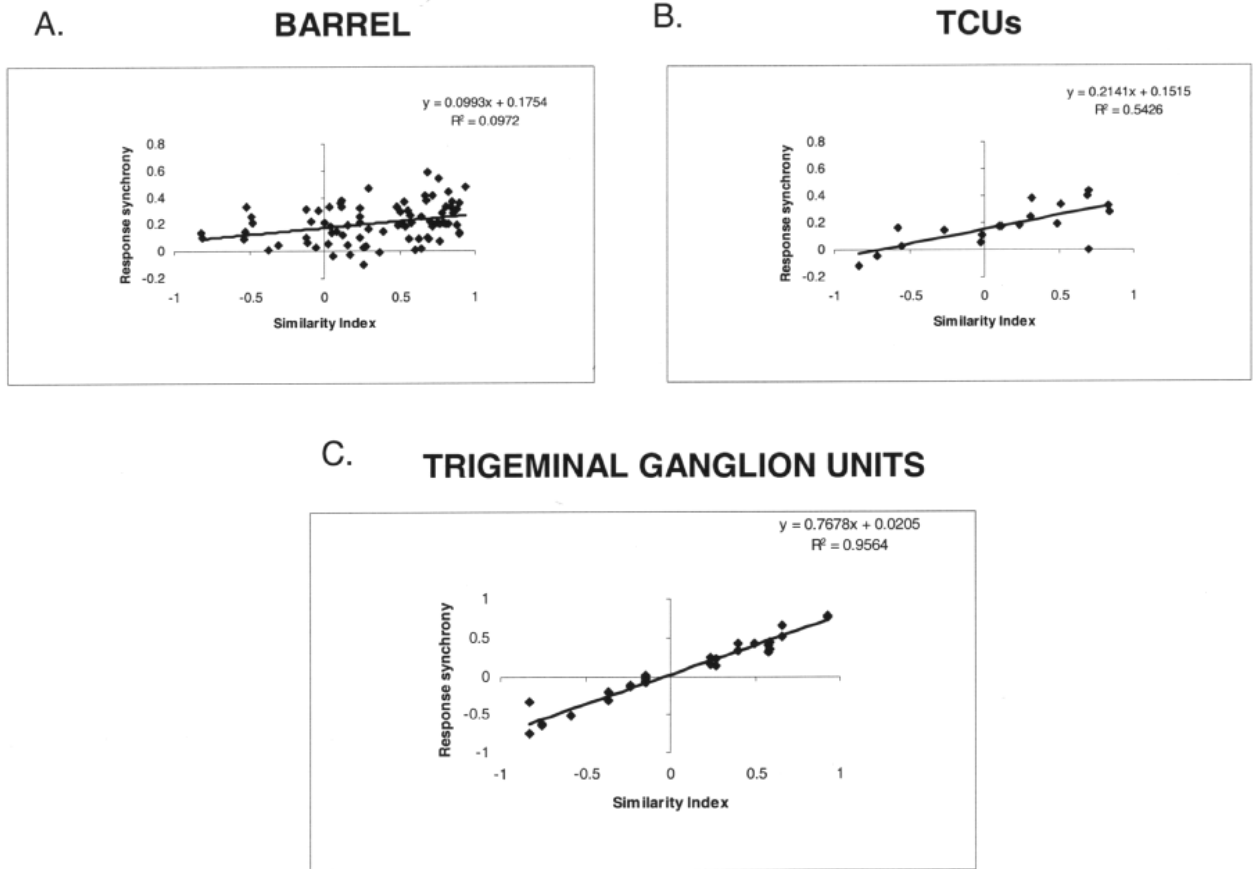 A.
BARREL
y = 0.0993x + 0.1754
R² = 0.0972
Response synchrony
0.8
0.6
0.4
0.2
0
-0.2
-1
-0.5
0
0.5
1
Similarity Index
B.
TCUs
y = 0.2141x + 0.1515
R² = 0.5426
Response synchrony
0.8
0.6
0.4
0.2
0
-0.2
-1
-0.5
0
0.5
1
Similarity Index
C.
TRIGEMINAL GANGLION UNITS
y = 0.7678x + 0.0205
R² = 0.9564
Response synchrony
1
0.5
0
-0.5
-1
-1
-0.5
0
0.5
1
Similarity Index